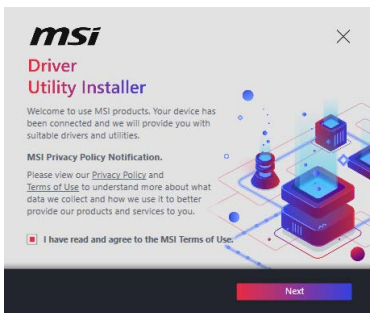 msi
Driver
Utility Installer
Welcome to use MSI products. Your device has
been connected and we will provide you with
suitable drivers and utilities.
MSI Privacy Policy Notification.
Please view our Privacy Policy and
Terms of Use to understand more about what
data we collect and how we use it to better
provide our products and services to you.
I have read and agree to the MSI Terms of Use.
Next